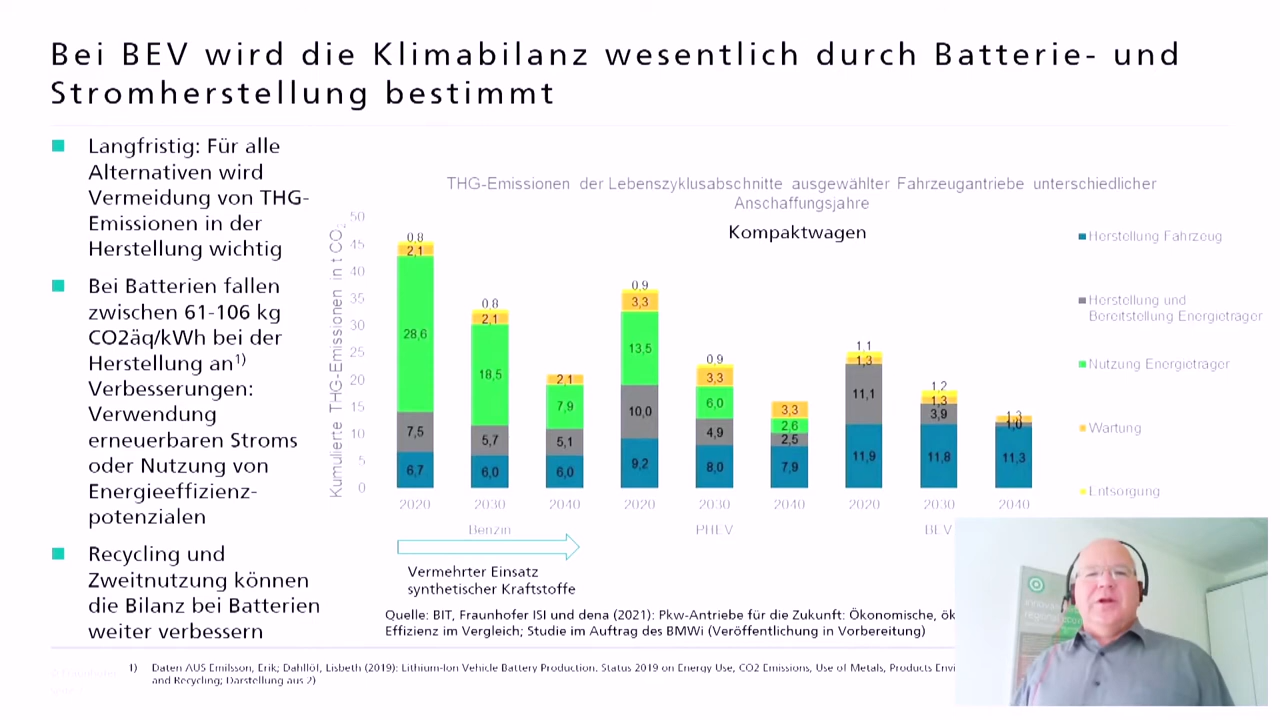 Bei BEV wird die Klimabilanz wesentlich durch Batterie- und
Stromherstellung bestimmt
Langfristig: Für alle
Alternativen wird
Vermeidung von THG-
Emissionen in der
Herstellung wichtig
Bei Batterien fallen
zwischen 61-106 kg
CO2äq/kWh bei der
Herstellung an1)
Verbesserungen:
Verwendung
erneuerbaren Stroms
oder Nutzung von
Energieeffizienz-
potenzialen
Recycling und
Zweitnutzung können
die Bilanz bei Batterien
weiter verbessern
THG-Emissionen der Lebenszyklusabschnitte ausgewählter Fahrzeugantriebe unterschiedlicher
Anschaffungsjahre
Kompaktwagen
Kumulierte THG-Emissionen in t CO2
50
45
40
35
30
25
20
15
10
5
0
0,8
2,1
28,6
7,5
6,7
0,8
2,1
18,5
5,7
6,0
2,1
7,9
5,1
6,0
0,9
3,3
13,5
10,0
9,2
0,9
3,3
6,0
4,9
8,0
3,3
2,6
2,5
7,9
1,1
1,3
11,1
11,9
1,2
1,3
3,9
11,8
1,3
1,0
11,3
2020 2030 2040 2020 2030 2040 2020 2030 2040
Benzin PHEV BEV
Herstellung Fahrzeug
Herstellung und
Bereitstellung Energieträger
Nutzung Energieträger
Wartung
Entsorgung
Vermehrter Einsatz
synthetischer Kraftstoffe
Quelle: BIT, Fraunhofer ISI und dena (2021): Pkw-Antriebe für die Zukunft: Ökonomische, ök
Effizienz im Vergleich; Studie im Auftrag des BMWi (Veröffentlichung in Vorbereitung)
1) Daten AUS Emilsson, Erik; Dahllöf, Lisbeth (2019): Lithium-Ion Vehicle Battery Production. Status 2019 on Energy Use, CO2 Emissions, Use of Metals, Products Envi
and Recycling; Darstellung aus 2)
© Fraunhofer